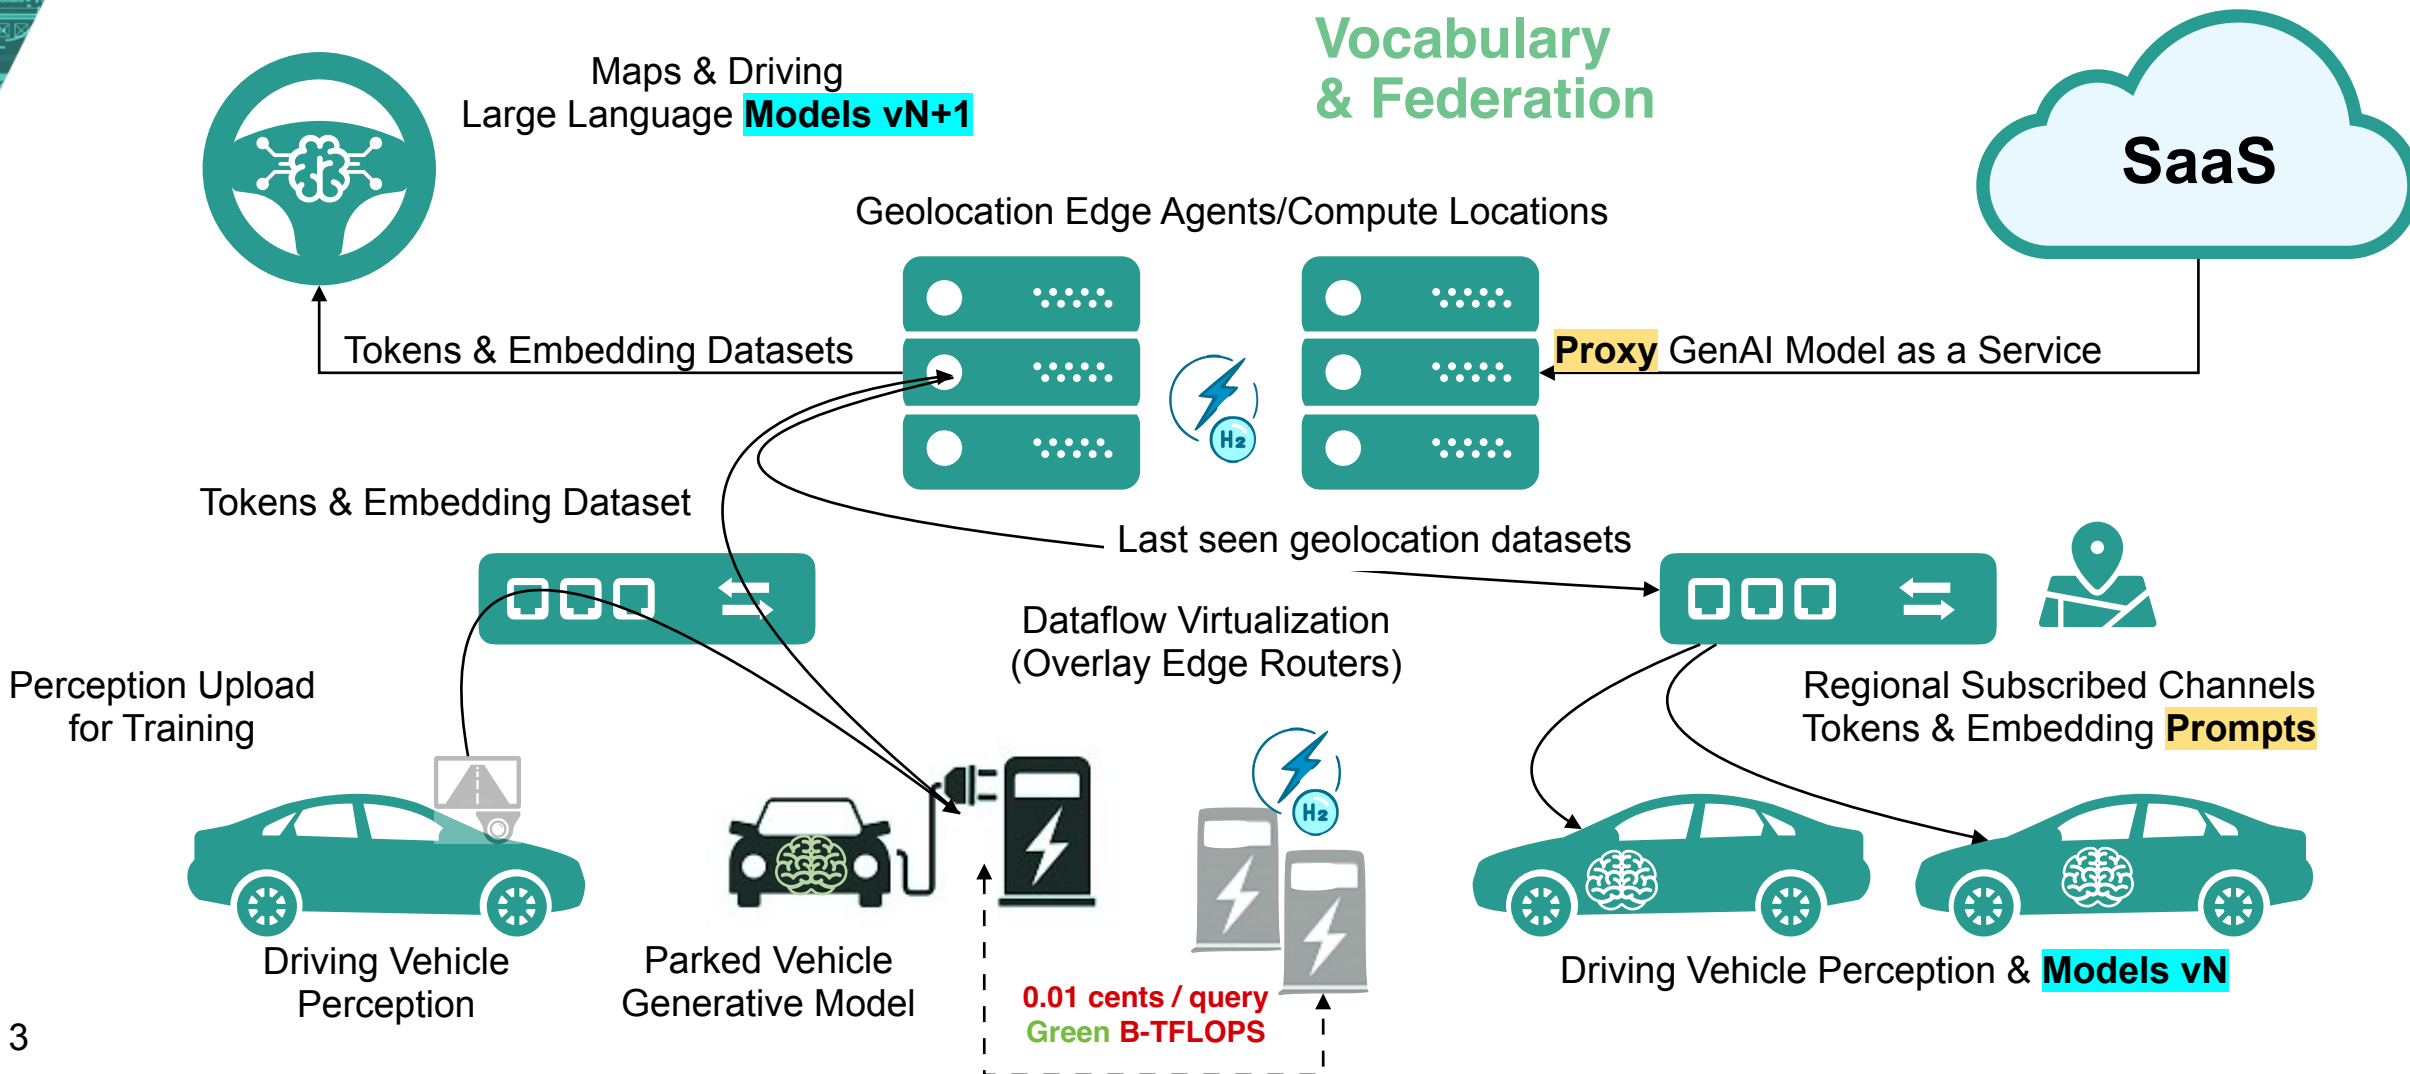 Vocabulary
& Federation
Maps & Driving
Large Language Models vN+1
SaaS
Geolocation Edge Agents/Compute Locations
Tokens & Embedding Datasets
Proxy GenAI Model as a Service
H2
Tokens & Embedding Dataset
Last seen geolocation datasets
Dataflow Virtualization
(Overlay Edge Routers)
Perception Upload
for Training
Regional Subscribed Channels
Tokens & Embedding Prompts
H2
Driving Vehicle
Perception
Parked Vehicle
Generative Model
0.01 cents / query
Green B-TFLOPS
Driving Vehicle Perception & Models vN
3